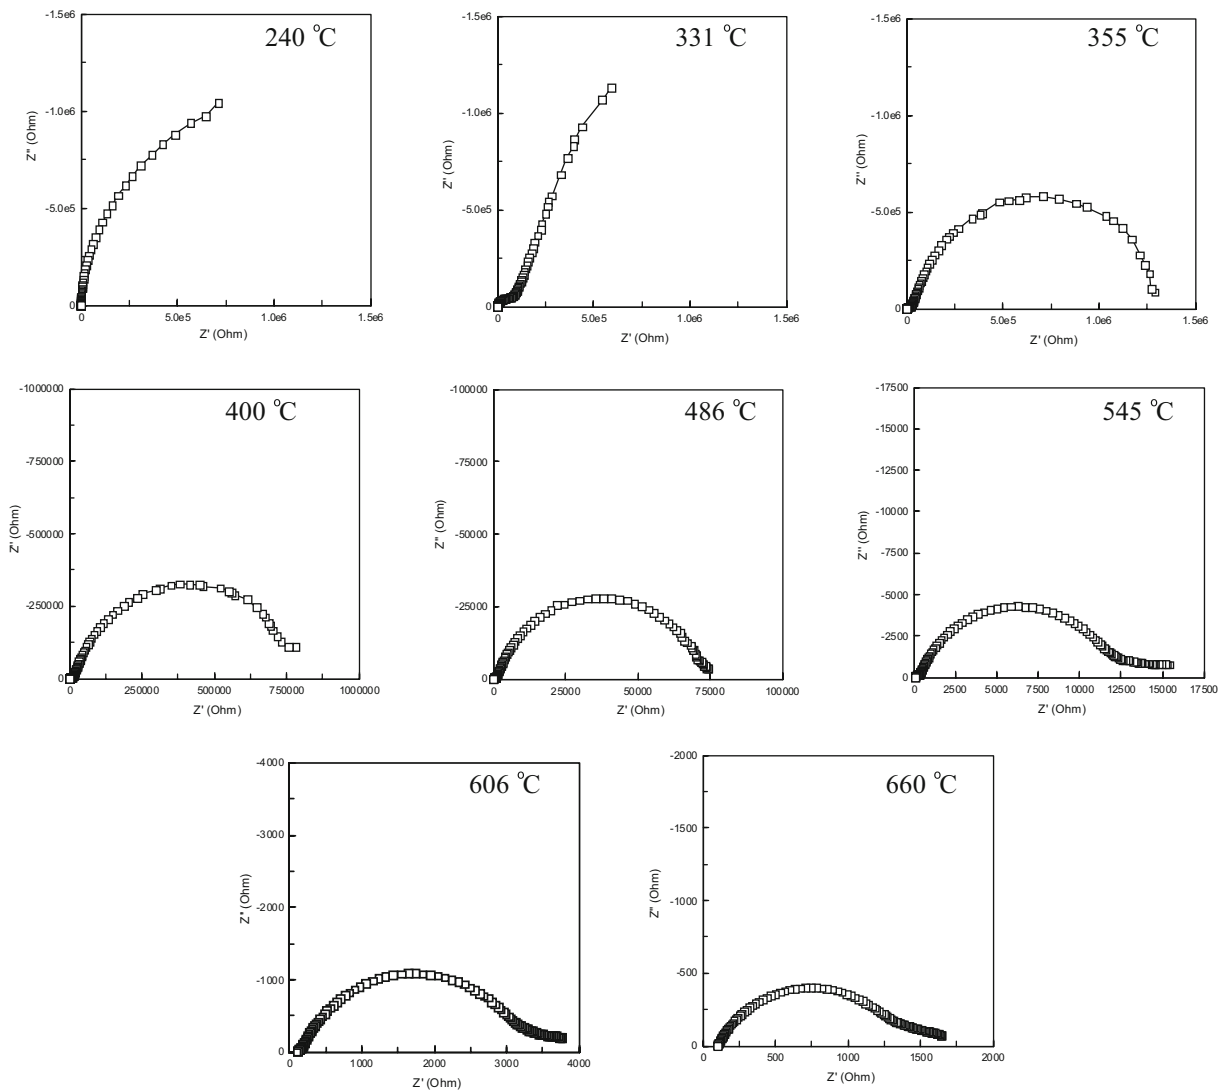 240 °C
-1.5e6
-1.0e6
-5.0e5
0
Z'' (Ohm)
0
5.0e5
1.0e6
1.5e6
Z' (Ohm)
331 °C
-1.5e6
-1.0e6
-5.0e5
0
Z' (Ohm)
0
5.0e5
1.0e6
1.5e6
Z' (Ohm)
355 °C
-1.5e6
-1.0e6
-5.0e5
0
Z'' (Ohm)
0
5.0e5
1.0e6
1.5e6
Z' (Ohm)
400 °C
-1000000
-750000
-500000
-250000
0
Z'' (Ohm)
0
250000
500000
750000
1000000
Z' (Ohm)
486 °C
-100000
-75000
-50000
-25000
0
Z'' (Ohm)
0
25000
50000
75000
100000
Z' (Ohm)
545 °C
-17500
-15000
-12500
-10000
-7500
-5000
-2500
0
Z'' (Ohm)
0
2500
5000
7500
10000
12500
15000
17500
Z' (Ohm)
606 °C
-4000
-3000
-2000
-1000
0
Z' (Ohm)
0
1000
2000
3000
4000
Z' (Ohm)
660 °C
-2000
-1500
-1000
-500
0
Z'' (Ohm)
0
500
1000
1500
2000
Z' (Ohm)